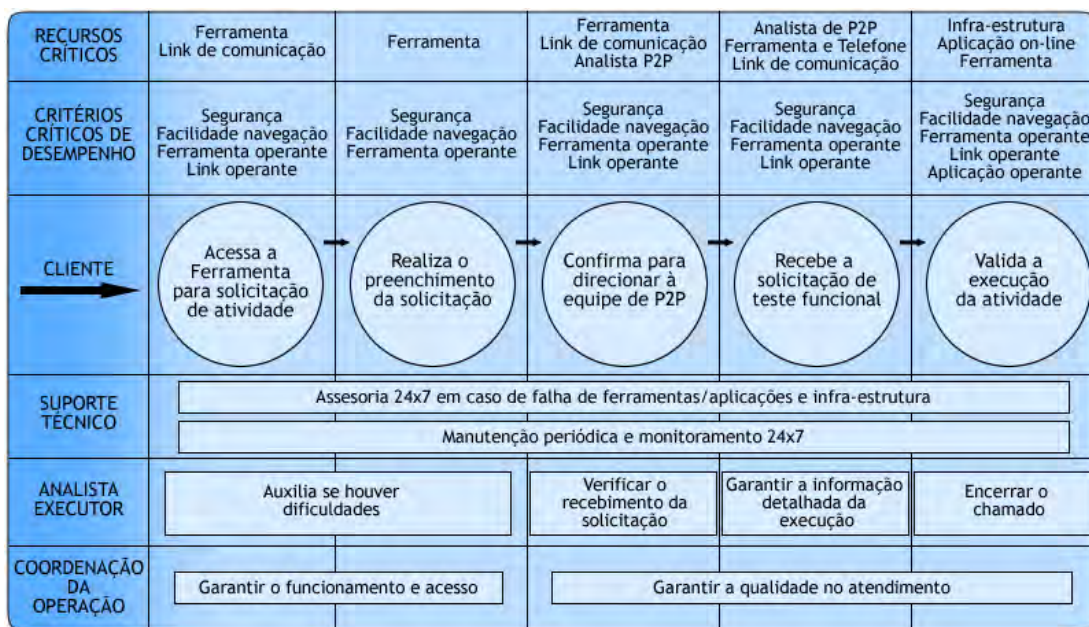 RECURSOS
CRÍTICOS
Ferramenta
Link de comunicação
Ferramenta
Ferramenta
Link de comunicação
Analista P2P
Analista de P2P
Ferramenta e Telefone
Link de comunicação
Infra-estrutura
Aplicação on-line
Ferramenta
CRITÉRIOS
CRÍTICOS DE
DESEMPENHO
Segurança
Facilidade navegação
Ferramenta operante
Link operante
Segurança
Facilidade navegação
Ferramenta operante
Segurança
Facilidade navegação
Ferramenta operante
Link operante
Segurança
Facilidade navegação
Ferramenta operante
Link operante
Segurança
Facilidade navegação
Ferramenta operante
Link operante
Aplicação operante
CLIENTE
Acessa a
Ferramenta
para solicitação
de atividade
Realiza o
preenchimento
da solicitação
Confirma para
direcionar à
equipe de P2P
Recebe a
solicitação de
teste funcional
Valida a
execução
da atividade
SUPORTE
TÉCNICO
Assesoria 24x7 em caso de falha de ferramentas/aplicações e infra-estrutura
Manutenção periódica e monitoramento 24x7
ANALISTA
EXECUTOR
Auxilia se houver
dificuldades
Verificar o
recebimento da
solicitação
Garantir a informação
detalhada da
execução
Encerrar o
chamado
COORDENAÇÃO
DA
OPERAÇÃO
Garantir o funcionamento e acesso
Garantir a qualidade no atendimento